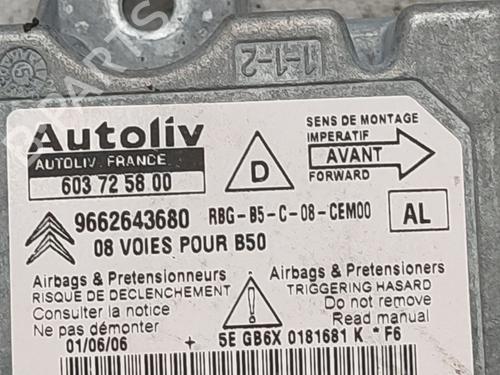 1-1-2
Autoliv
AUTOLIV. FRANCE
603 72 58 00
D
SENS DE MONTAGE
IMPERATIF
AVANT
FORWARD
9662643680 RBG-B5-C-08-CEM00
AL
08 VOIES POUR B50
Airbags & Pretensionneurs
RISQUE DE DECLENCHEMENT
Consulter la notice
Ne pas démonter
Airbags & Pretensioners
TRIGGERING HASARD
Do not remove
Read manual
01/06/06 + 5E GB6X 0181681 K * F6